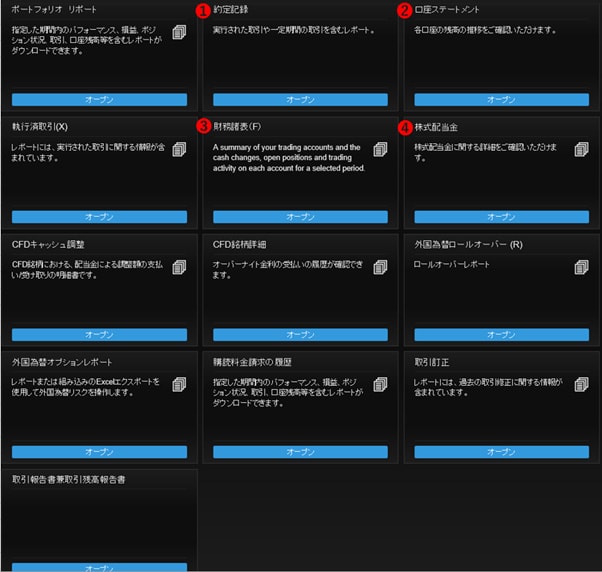 ポートフォリオ リポート
指定した期間内のパフォーマンス、損益、ポジ
ション状況、取引、口座残高等を含むレポートが
ダウンロードできます。
オープン
1 約定記録
実行された取引や一定期間の取引を含むレポート。
オープン
2 口座ステートメント
各口座の残高の推移をご確認いただけます。
オープン
執行済取引(X)
レポートには、実行された取引に関する情報が含
まれています。
オープン
3 財務諸表(F)
A summary of your trading accounts and the
cash changes, open positions and trading
activity on each account for a selected period.
オープン
4 株式配当金
株式配当金に関する詳細をご確認いただけま
す。
オープン
CFDキャッシュ調整
CFD銘柄における、配当金による調整額の支払
い/受け取りの明細書です。
オープン
CFD銘柄詳細
オーバーナイト金利の受払いの履歴が確認でき
ます。
オープン
外国為替ロールオーバー (R)
ロールオーバーレポート
オープン
外国為替オプションレポート
レポートまたは組み込みのExcelエクスポートを
使用して外国為替リスクを操作します。
オープン
購読料金請求の履歴
指定した期間内のパフォーマンス、損益、ポジ
ション状況、取引、口座残高等を含むレポートが
ダウンロードできます。
オープン
取引訂正
レポートには、過去の取引修正に関する情報が
含まれています。
オープン
取引報告書兼取引残高報告書
オープン